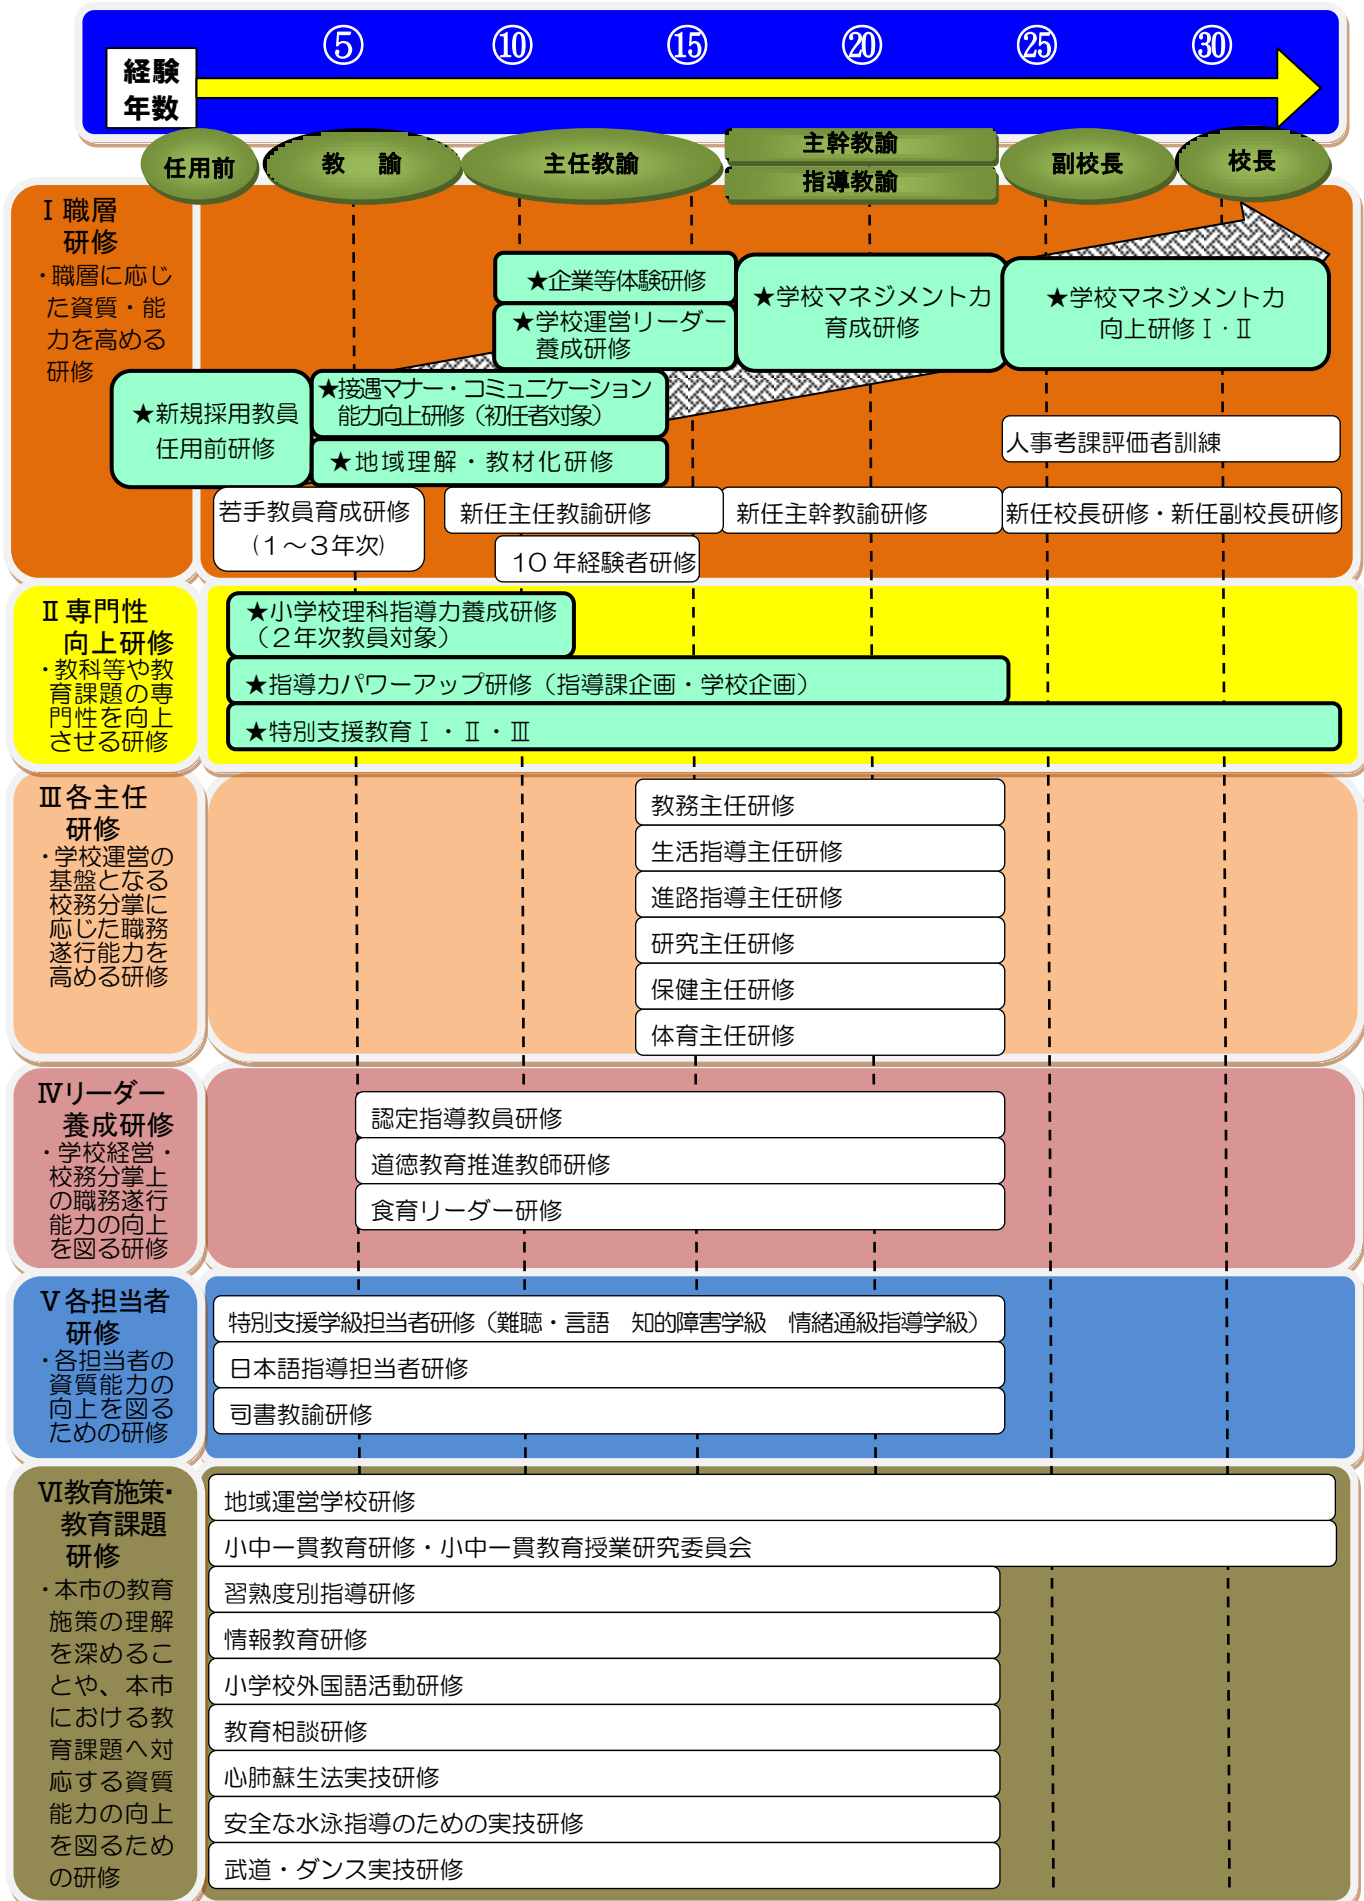 ⑤ ⑩ ⑮ ⑳ ㉕ ㉚
経験
年数
任用前 教 諭 主任教諭 主幹教諭 副校長 校長
指導教諭
Ⅰ職層
研修
・職層に応じ
た資質・能
力を高める
研修
★企業等体験研修
★学校運営リーダー
養成研修
★学校マネジメント力
育成研修
★学校マネジメント力
向上研修Ⅰ・Ⅱ
★新規採用教員
任用前研修
★接遇マナー・コミュニケーション
能力向上研修（初任者対象）
★地域理解・教材化研修
人事考課評価者訓練
若手教員育成研修
（１～３年次）
新任主任教諭研修
新任主幹教諭研修
新任校長研修・新任副校長研修
10年経験者研修
Ⅱ専門性
向上研修
・教科等や教
育課題の専
門性を向上
させる研修
★小学校理科指導力養成研修
（２年次教員対象）
★指導力パワーアップ研修（指導課企画・学校企画）
★特別支援教育Ⅰ・Ⅱ・Ⅲ
Ⅲ各主任
研修
・学校運営の
基盤となる
校務分掌に
応じた職務
遂行能力を
高める研修
教務主任研修
生活指導主任研修
進路指導主任研修
研究主任研修
保健主任研修
体育主任研修
Ⅳリーダー
養成研修
・学校経営・
校務分掌上
の職務遂行
能力の向上
を図る研修
認定指導教員研修
道徳教育推進教師研修
食育リーダー研修
Ⅴ各担当者
研修
・各担当者の
資質能力の
向上を図る
ための研修
特別支援学級担当者研修（難聴・言語　知的障害学級　情緒通級指導学級）
日本語指導担当者研修
司書教諭研修
Ⅵ教育施策・
教育課題
研修
・本市の教育
施策の理解
を深めるこ
とや、本市
における教
育課題へ対
応する資質
能力の向上
を図るため
の研修
地域運営学校研修
小中一貫教育研修・小中一貫教育授業研究委員会
習熟度別指導研修
情報教育研修
小学校外国語活動研修
教育相談研修
心肺蘇生法実技研修
安全な水泳指導のための実技研修
武道・ダンス実技研修